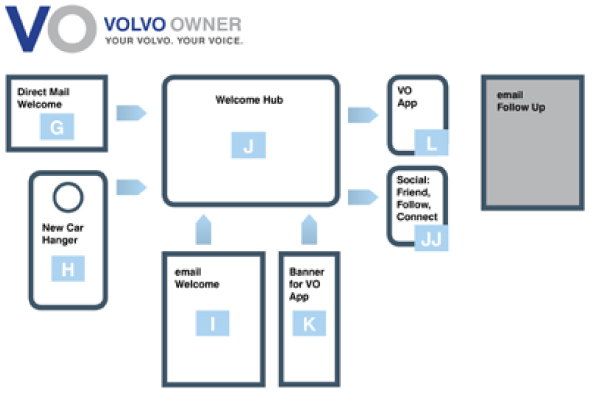 VO VOLVO OWNER
YOUR VOLVO. YOUR VOICE.
Direct Mail
Welcome
G
Welcome Hub
J
VO
App
L
email
Follow Up
New Car
Hanger
H
Social:
Friend,
Follow,
Connect
JJ
email
Welcome
I
Banner
for VO
App
K